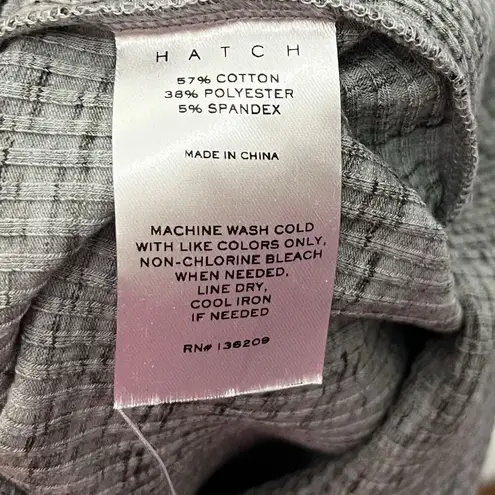 HATCH
57% COTTON
38% POLYESTER
5% SPANDEX
MADE IN CHINA
MACHINE WASH COLD
WITH LIKE COLORS ONLY,
NON-CHLORINE BLEACH
WHEN NEEDED,
LINE DRY,
COOL IRON
IF NEEDED
RN# 136209